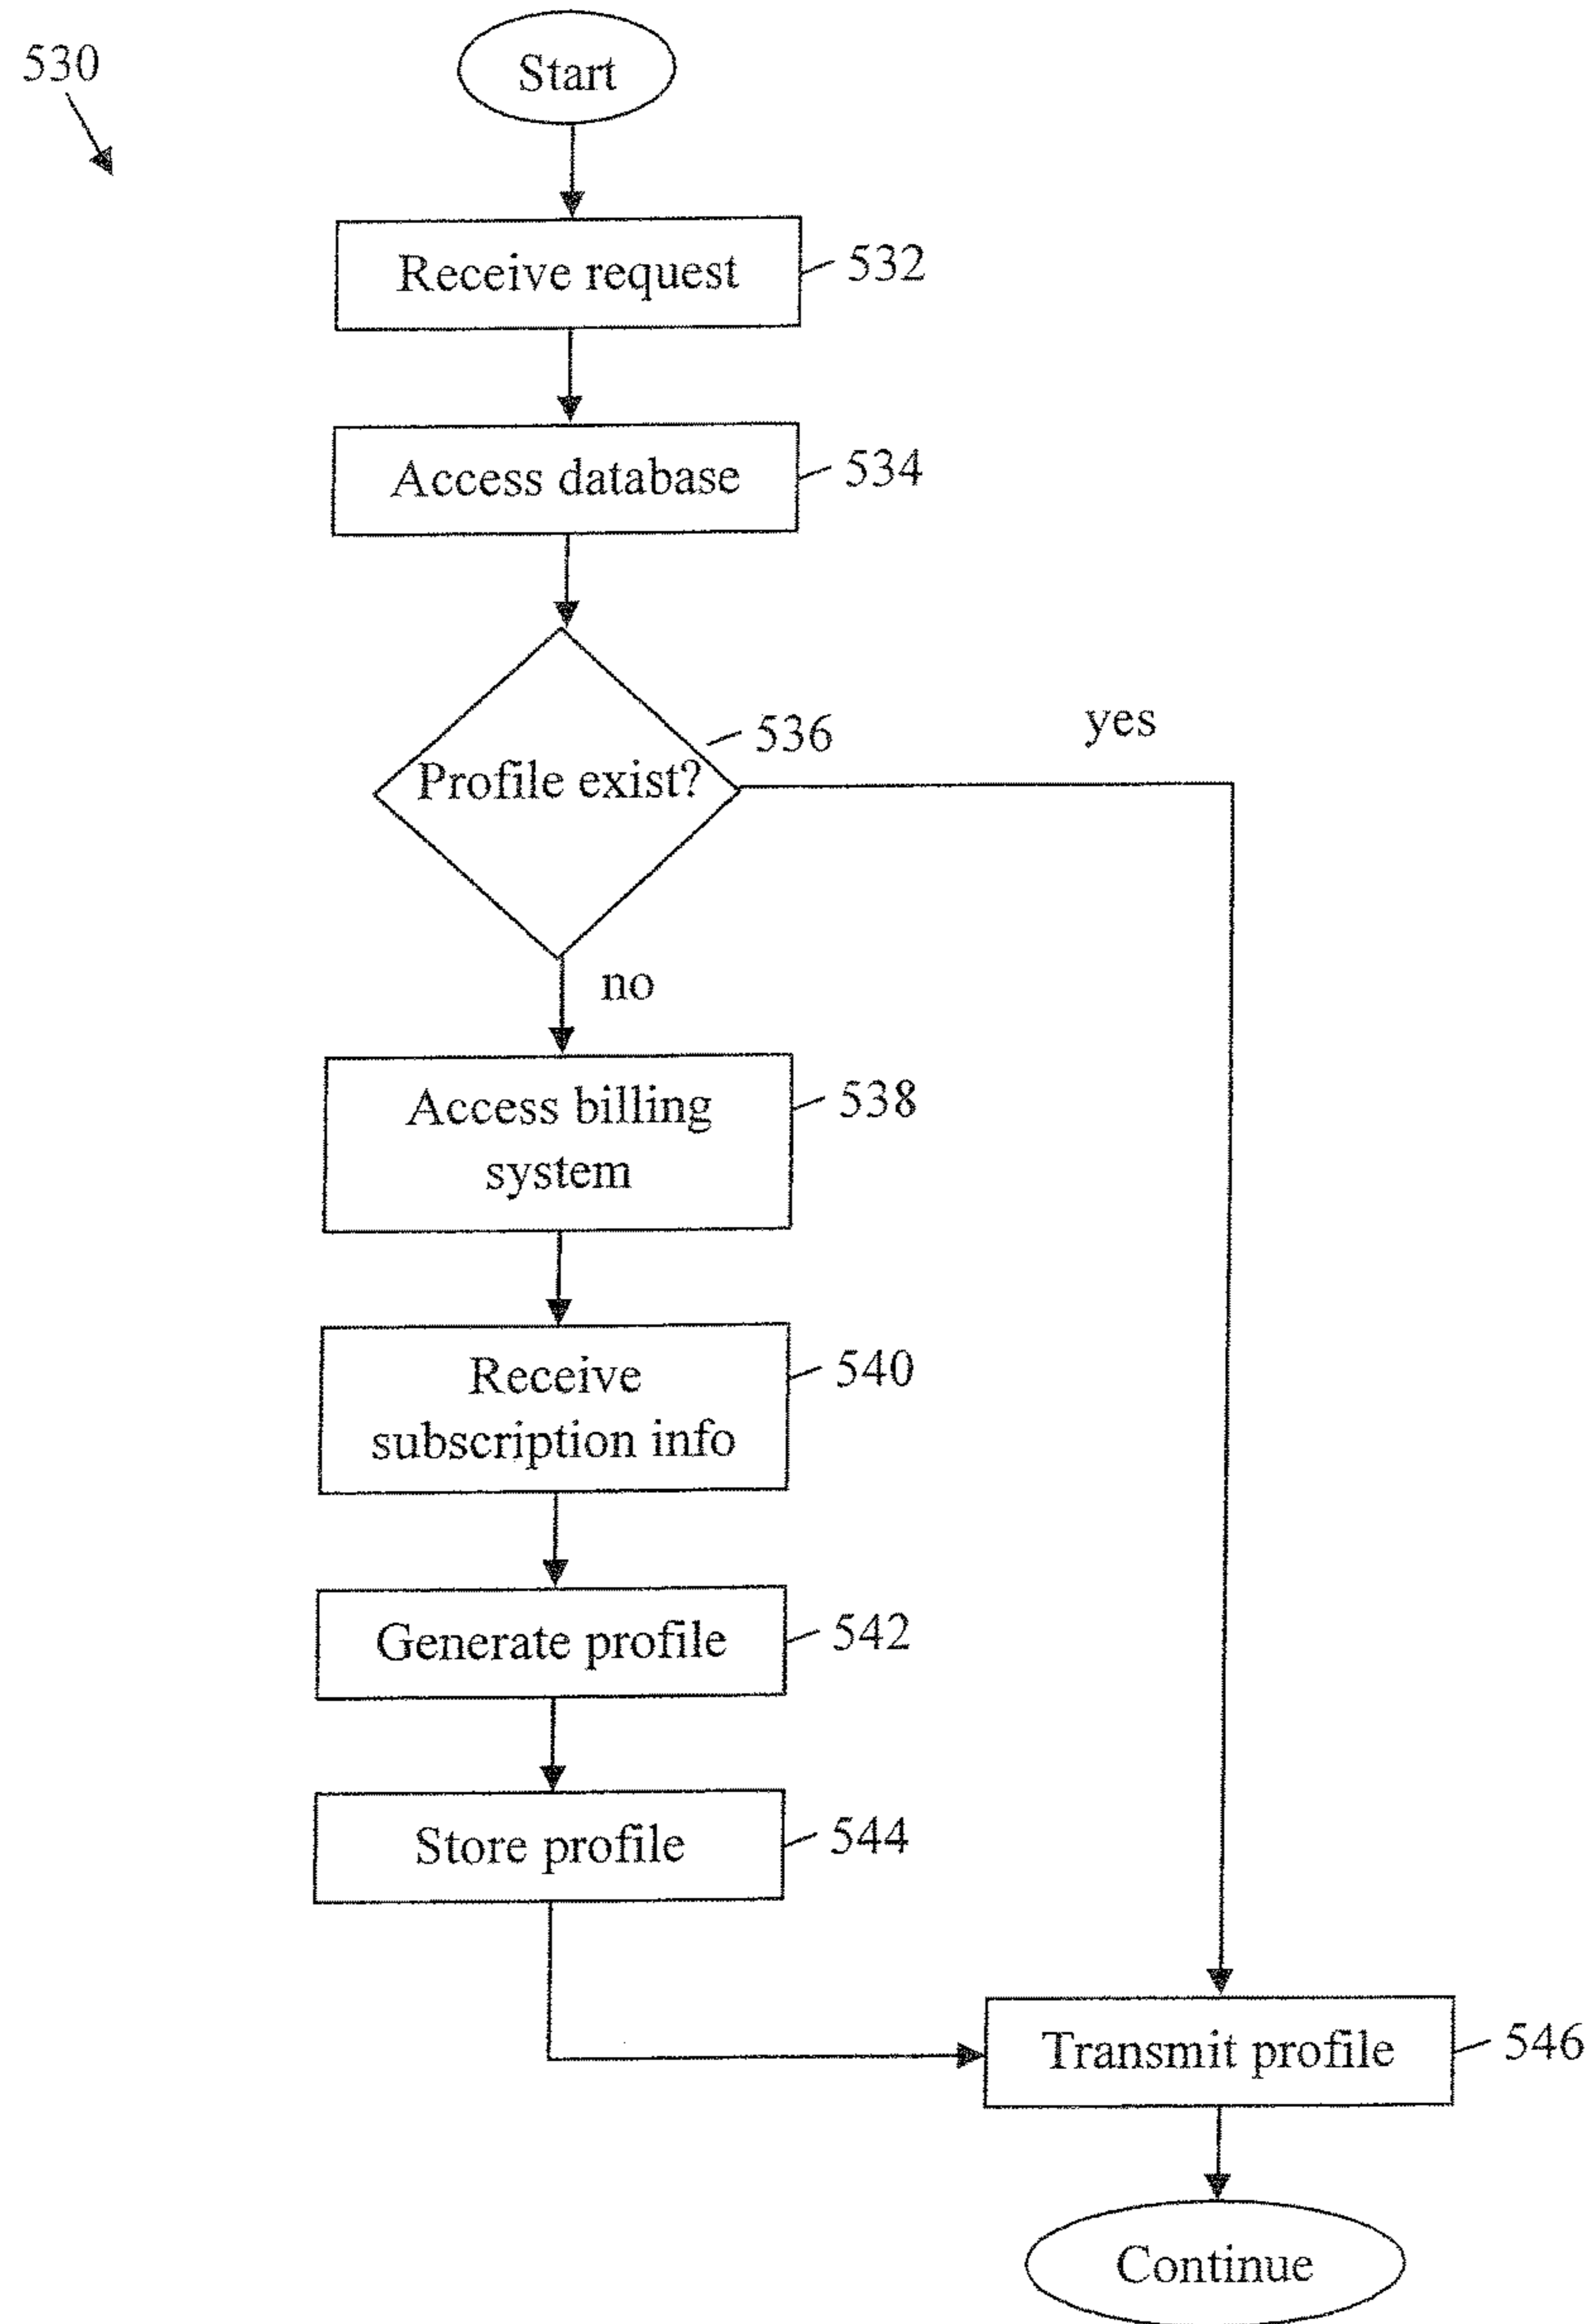 530
Start
Receive request
532
Access database
534
536
yes
Profile exist?
no
Access billing
system
538
Receive
subscription info
540
Generate profile
542
Store profile
544
Transmit profile
546
Continue